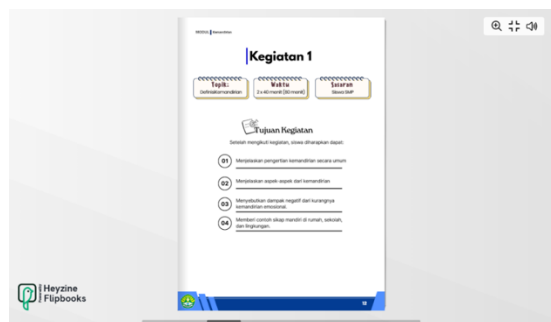 MODUL Kemandirian
Kegiatan 1
Topik:
Definisi Kemandirian
Waktu
2 x 40 menit (80 menit)
Sasaran
Siswa SMP
Tujuan Kegiatan
Setelah mengikuti kegiatan, siswa diharapkan dapat:
01 Menjelaskan pengertian kemandirian secara umum
02 Menjelaskan aspek-aspek dari kemandirian
03 Menyebutkan dampak negatif dari kurangnya
kemandirian emosional.
04 Memberi contoh sikap mandiri di rumah, sekolah,
dan lingkungan.
Heyzine
Flipbooks